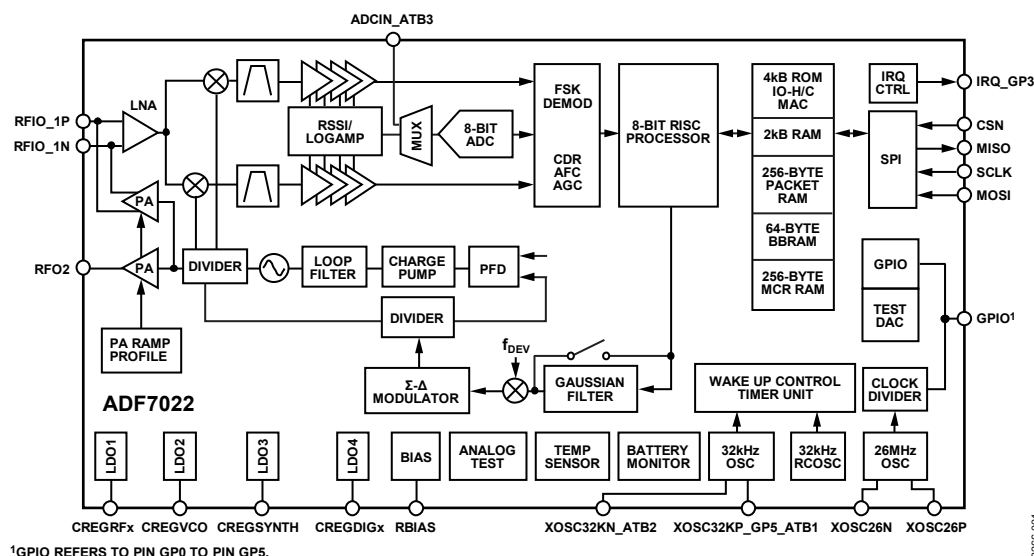 ADCIN_ATB3
RFIO_1P
RFIO_1N
LNA
RSSI/
LOGAMP
MUX
8-BIT
ADC
FSK
DEMOD
CDR
AFC
AGC
8-BIT RISC
PROCESSOR
4kB ROM
IO-H/C
MAC
2kB RAM
256-BYTE
PACKET
RAM
64-BYTE
BBRAM
256-BYTE
MCR RAM
IRQ
CTRL
IRQ_GP3
SPI
CSN
MISO
SCLK
MOSI
PA
PA
RFO2
DIVIDER
LOOP
FILTER
CHARGE
PUMP
PFD
GPIO
TEST
DAC
GPIO¹
DIVIDER
PA RAMP
PROFILE
fDEV
Σ-Δ
MODULATOR
GAUSSIAN
FILTER
WAKE UP CONTROL
TIMER UNIT
CLOCK
DIVIDER
ADF7022
LDO1
LDO2
LDO3
LDO4
BIAS
ANALOG
TEST
TEMP
SENSOR
BATTERY
MONITOR
32kHz
OSC
32kHz
RCOSC
26MHz
OSC
CREGRFx
CREGVCO
CREGSYNTH
CREGDIGx
RBIAS
XOSC32KN_ATB2
XOSC32KP_GP5_ATB1
XOSC26N
XOSC26P
¹GPIO REFERS TO PIN GP0 TO PIN GP5.